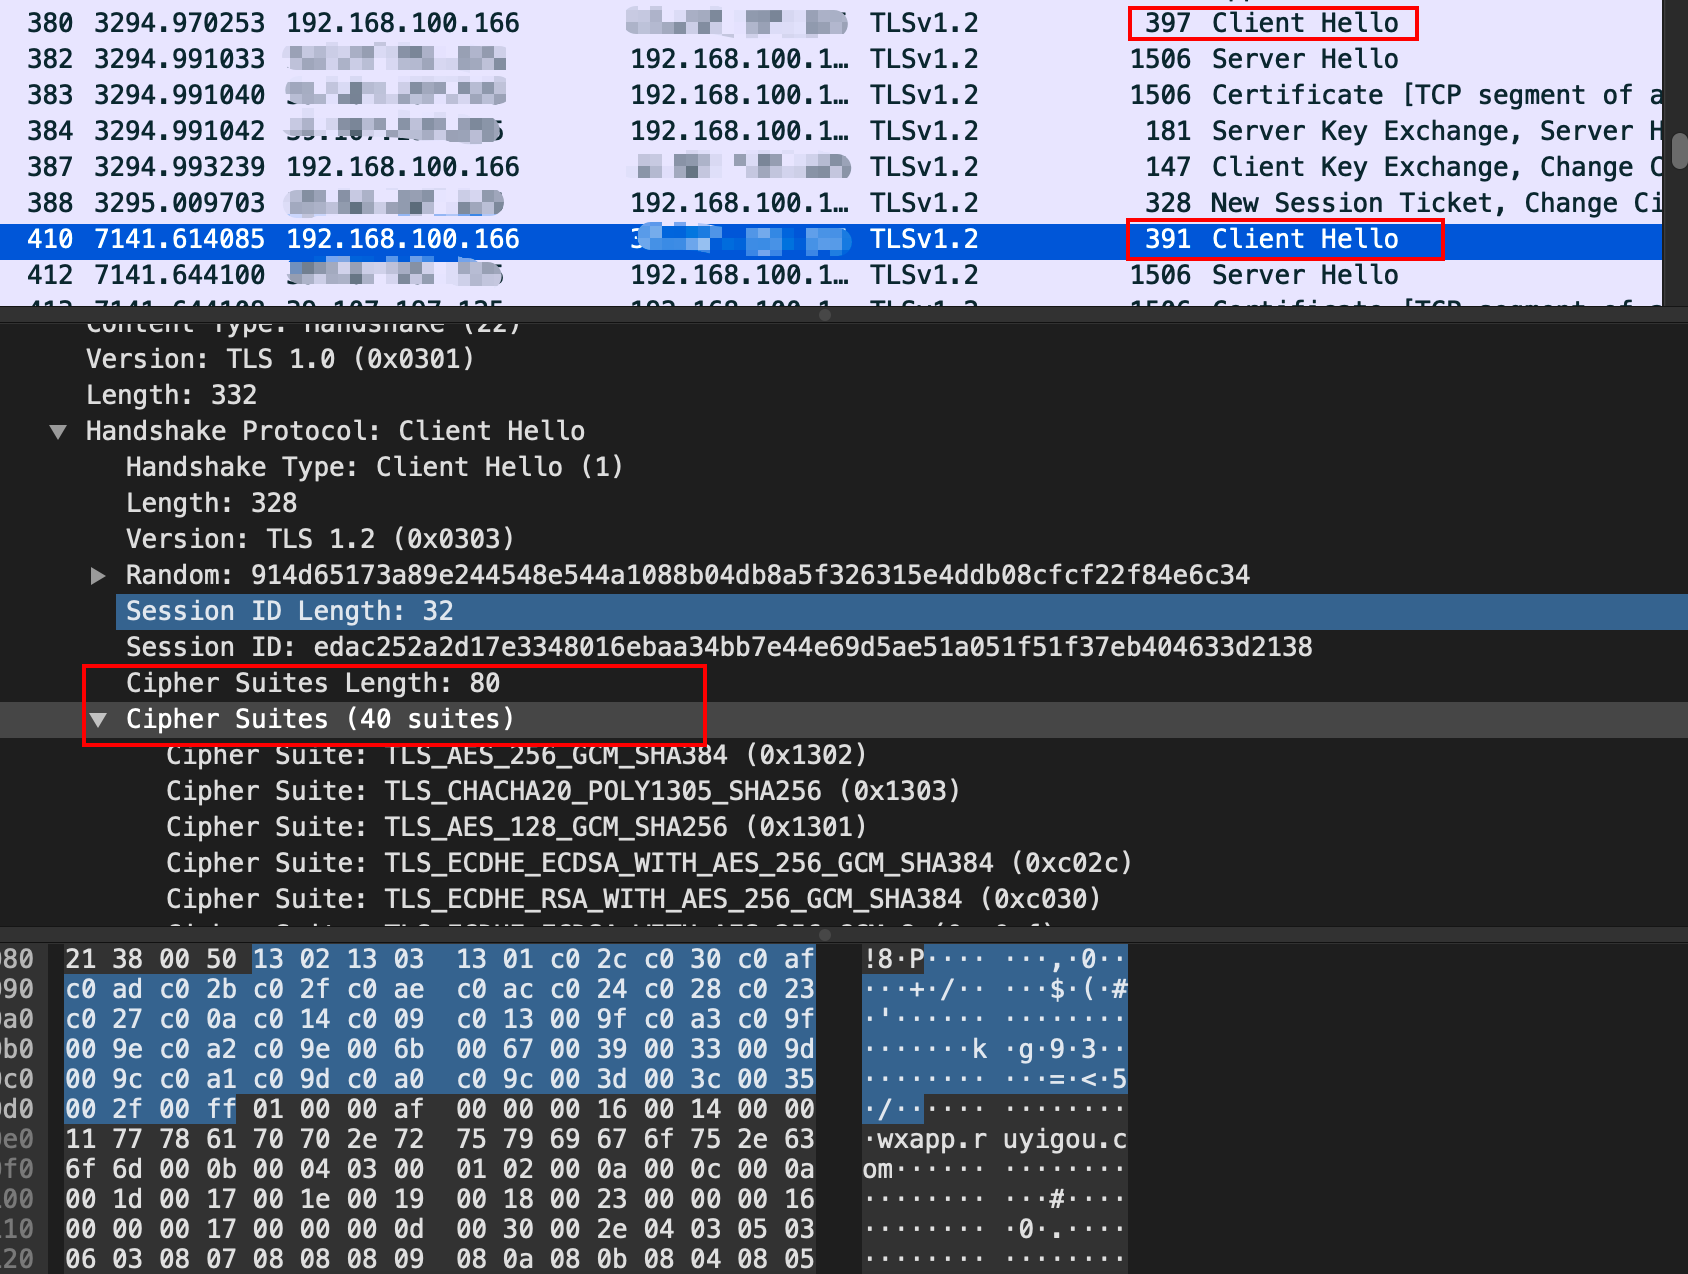 380 3294.970253 192.168.100.166 TLSv1.2 397 Client Hello
382 3294.991033 192.168.100.1… TLSv1.2 1506 Server Hello
383 3294.991040 192.168.100.1… TLSv1.2 1506 Certificate [TCP segment of a
384 3294.991042 192.168.100.1… TLSv1.2 181 Server Key Exchange, Server H
387 3294.993239 192.168.100.166 TLSv1.2 147 Client Key Exchange, Change C
388 3295.009703 192.168.100.1… TLSv1.2 328 New Session Ticket, Change Ci
410 7141.614085 192.168.100.166 TLSv1.2 391 Client Hello
412 7141.644100 192.168.100.1… TLSv1.2 1506 Server Hello
Content Type: Handshake (22)
Version: TLS 1.0 (0x0301)
Length: 332
Handshake Protocol: Client Hello
Handshake Type: Client Hello (1)
Length: 328
Version: TLS 1.2 (0x0303)
Random: 914d65173a89e244548e544a1088b04db8a5f326315e4ddb08cfcf22f84e6c34
Session ID Length: 32
Session ID: edac252a2d17e3348016ebaa34bb7e44e69d5ae51a051f51f37eb404633d2138
Cipher Suites Length: 80
Cipher Suites (40 suites)
Cipher Suite: TLS_AES_256_GCM_SHA384 (0x1302)
Cipher Suite: TLS_CHACHA20_POLY1305_SHA256 (0x1303)
Cipher Suite: TLS_AES_128_GCM_SHA256 (0x1301)
Cipher Suite: TLS_ECDHE_ECDSA_WITH_AES_256_GCM_SHA384 (0xc02c)
Cipher Suite: TLS_ECDHE_RSA_WITH_AES_256_GCM_SHA384 (0xc030)
80 21 38 00 50 13 02 13 03 13 01 c0 2c c0 30 c0 af !8·P···· ···,·0··
90 c0 ad c0 2b c0 2f c0 ae c0 ac c0 24 c0 28 c0 23 ···+·/·· ···$·(·#
a0 c0 27 c0 0a c0 14 c0 09 c0 13 00 9f c0 a3 c0 9f ·'······ ········
b0 00 9e c0 a2 c0 9e 00 6b 00 67 00 39 00 33 00 9d ·······k ·g·9·3··
c0 00 9c c0 a1 c0 9d c0 a0 c0 9c 00 3d 00 3c 00 35 ········ ···=·<·5
d0 00 2f 00 ff 01 00 00 af 00 00 00 16 00 14 00 00 ·/······ ········
e0 11 77 78 61 70 70 2e 72 75 79 69 67 6f 75 2e 63 ·wxapp.r uyigou.c
f0 6f 6d 00 0b 00 04 03 00 01 02 00 0a 00 0c 00 0a om······ ········
00 00 1d 00 17 00 1e 00 19 00 18 00 23 00 00 00 16 ········ ···#····
10 00 00 00 17 00 00 00 0d 00 30 00 2e 04 03 05 03 ········ ·0·.····
20 06 03 08 07 08 08 08 09 08 0a 08 0b 08 04 08 05 ········ ········